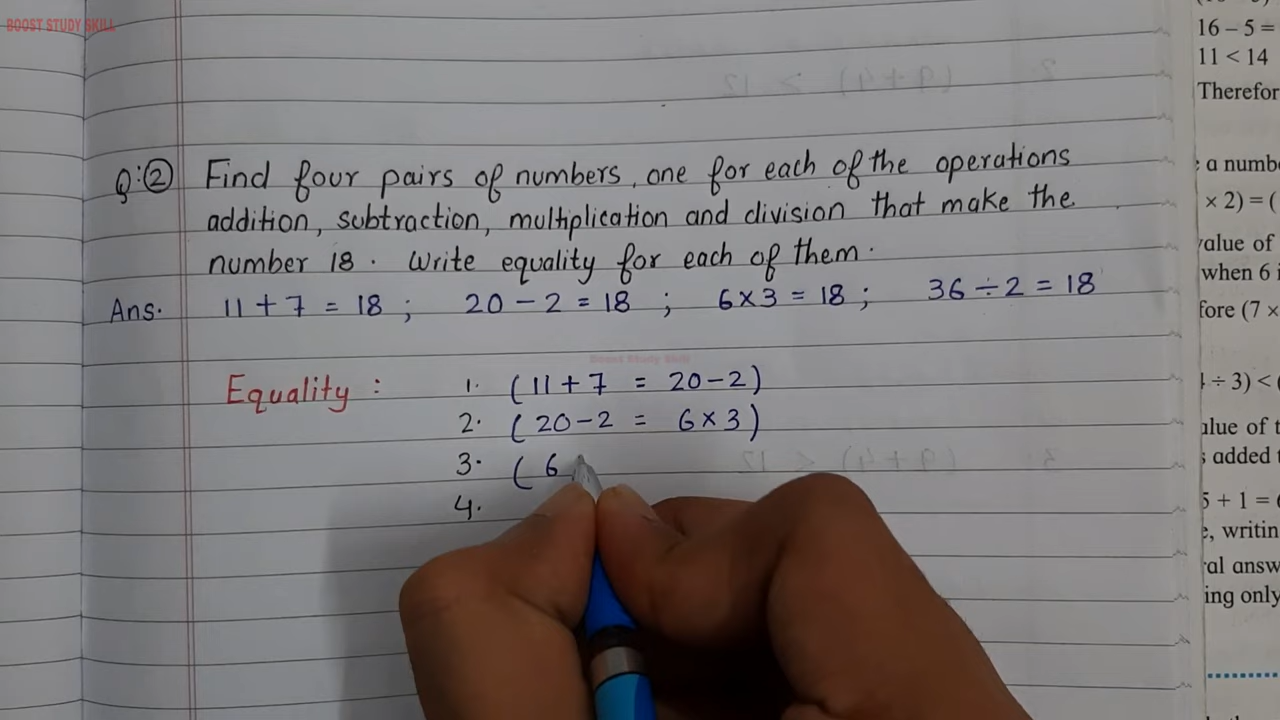 BOOST STUDY SKILL
Q:② Find four pairs of numbers, one for each of the operations
addition, subtraction, multiplication and division that make the
number 18. Write equality for each of them.
Ans. 11 + 7 = 18 ; 20 - 2 = 18 ; 6 × 3 = 18 ; 36 ÷ 2 = 18
Boost Study Skill
Equality : 1. (11 + 7 = 20 - 2)
2. (20 - 2 = 6 × 3)
3. ( 6
4.
16 – 5 =
11 < 14
Therefor
a numb
× 2) = (
value of
when 6 i
fore (7 ×
÷ 3) < (
alue of t
added t
5 + 1 =
, writin
ral answ
ing only